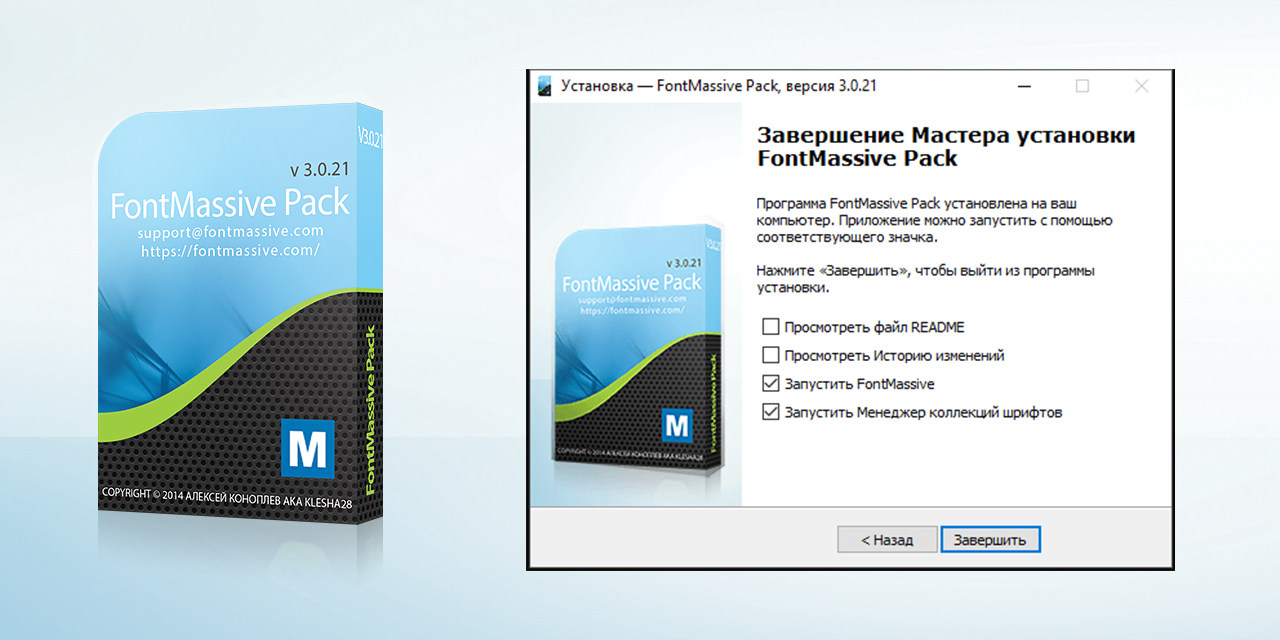 v 3.0.21
V3.0.21
FontMassive Pack
support@fontmassive.com
https://fontmassive.com/
FontMassive Pack
M
COPYRIGHT © 2014 АЛЕКСЕЙ КОНОПЛЕВ AKA KLESHA28
Установка — FontMassive Pack, версия 3.0.21
v 3.0.21
V3.0.21
FontMassive Pack
support@fontmassive.com
https://fontmassive.com/
FontMassive Pack
M
COPYRIGHT © 2014 АЛЕКСЕЙ КОНОПЛЕВ AKA KLESHA28
Завершение Мастера установки
FontMassive Pack
Программа FontMassive Pack установлена на ваш
компьютер. Приложение можно запустить с помощью
соответствующего значка.
Нажмите «Завершить», чтобы выйти из программы
установки.
Просмотреть файл README
Просмотреть Историю изменений
Запустить FontMassive
Запустить Менеджер коллекций шрифтов
< Назад
Завершить